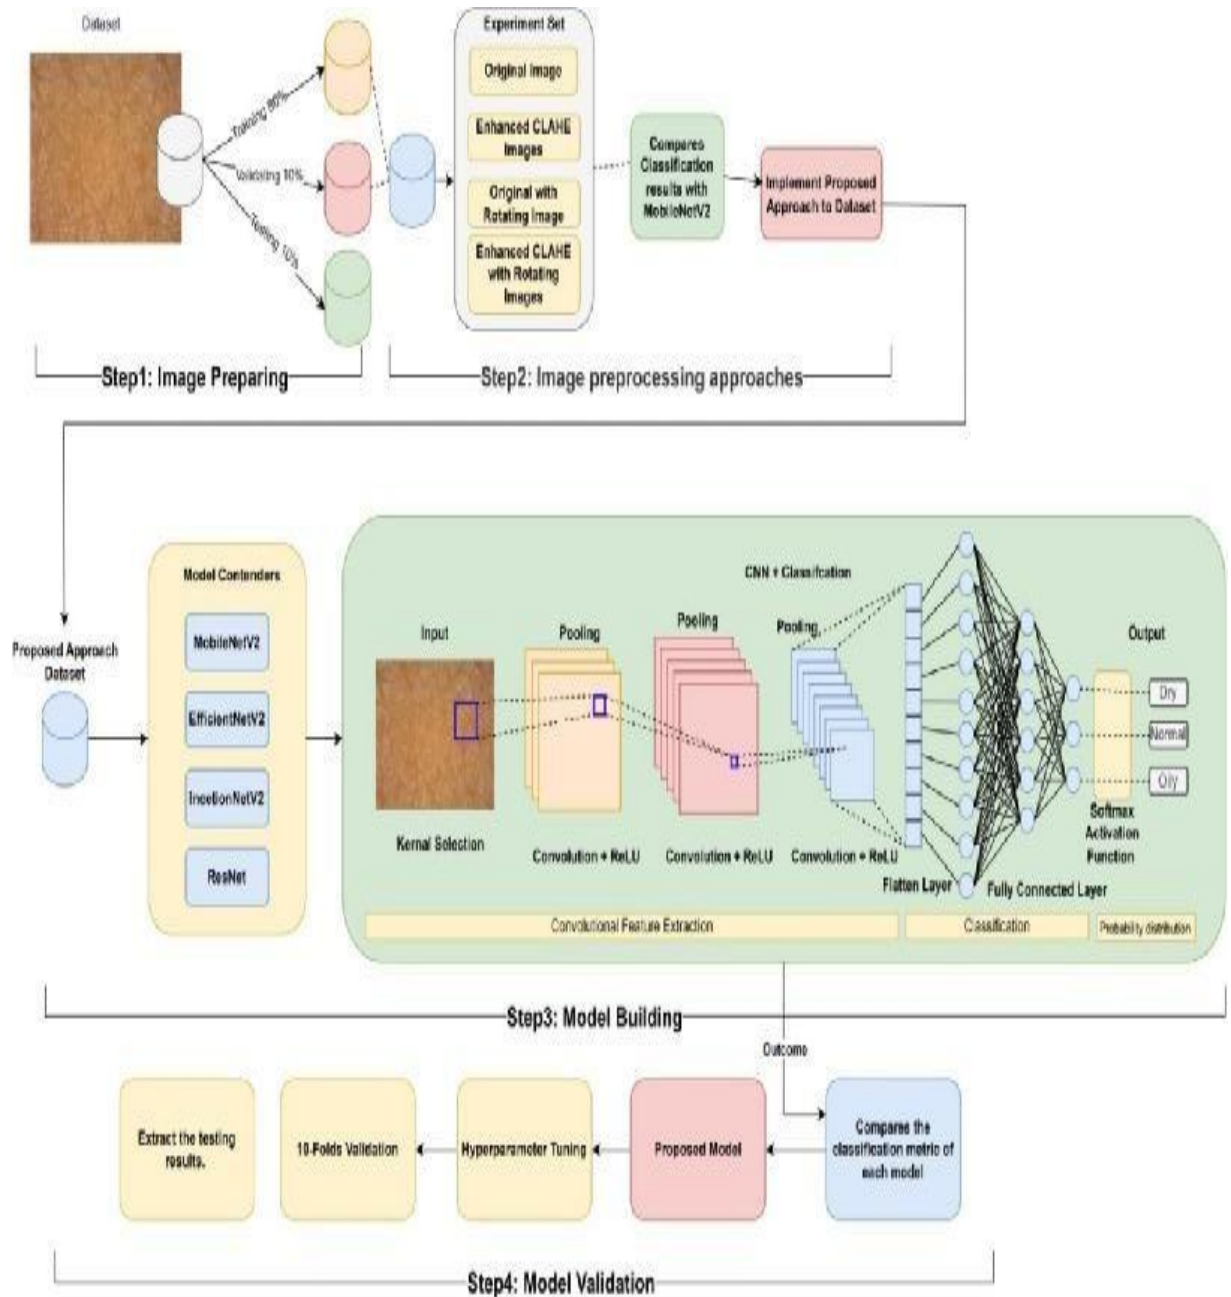 Dataset
Training 80%
Validating 10%
Testing 10%
Experiment Set
Original Image
Enhanced CLAHE
Images
Original with
Rotating Image
Enhanced CLAHE
with Rotating
Images
Compares
Classification
results with
MobileNetV2
Implement Proposed
Approach to Dataset
Step1: Image Preparing
Step2: Image preprocessing approaches
Proposed Approach
Dataset
Model Contenders
MobileNetV2
EfficientNetV2
IncetionNetV2
ResNet
CNN + Classifcation
Input
Pooling
Pooling
Pooling
Output
Dry
Normal
Oily
Kernal Selection
Convolution + ReLU
Convolution + ReLU
Convolution + ReLU
Flatten Layer
Fully Connected Layer
Softmax
Activation
Function
Convolutional Feature Extraction
Classification
Probability distribution
Step3: Model Building
Outcome
Extract the testing
results.
10-Folds Validation
Hyperparameter Tuning
Proposed Model
Compares the
classification metric of
each model
Step4: Model Validation